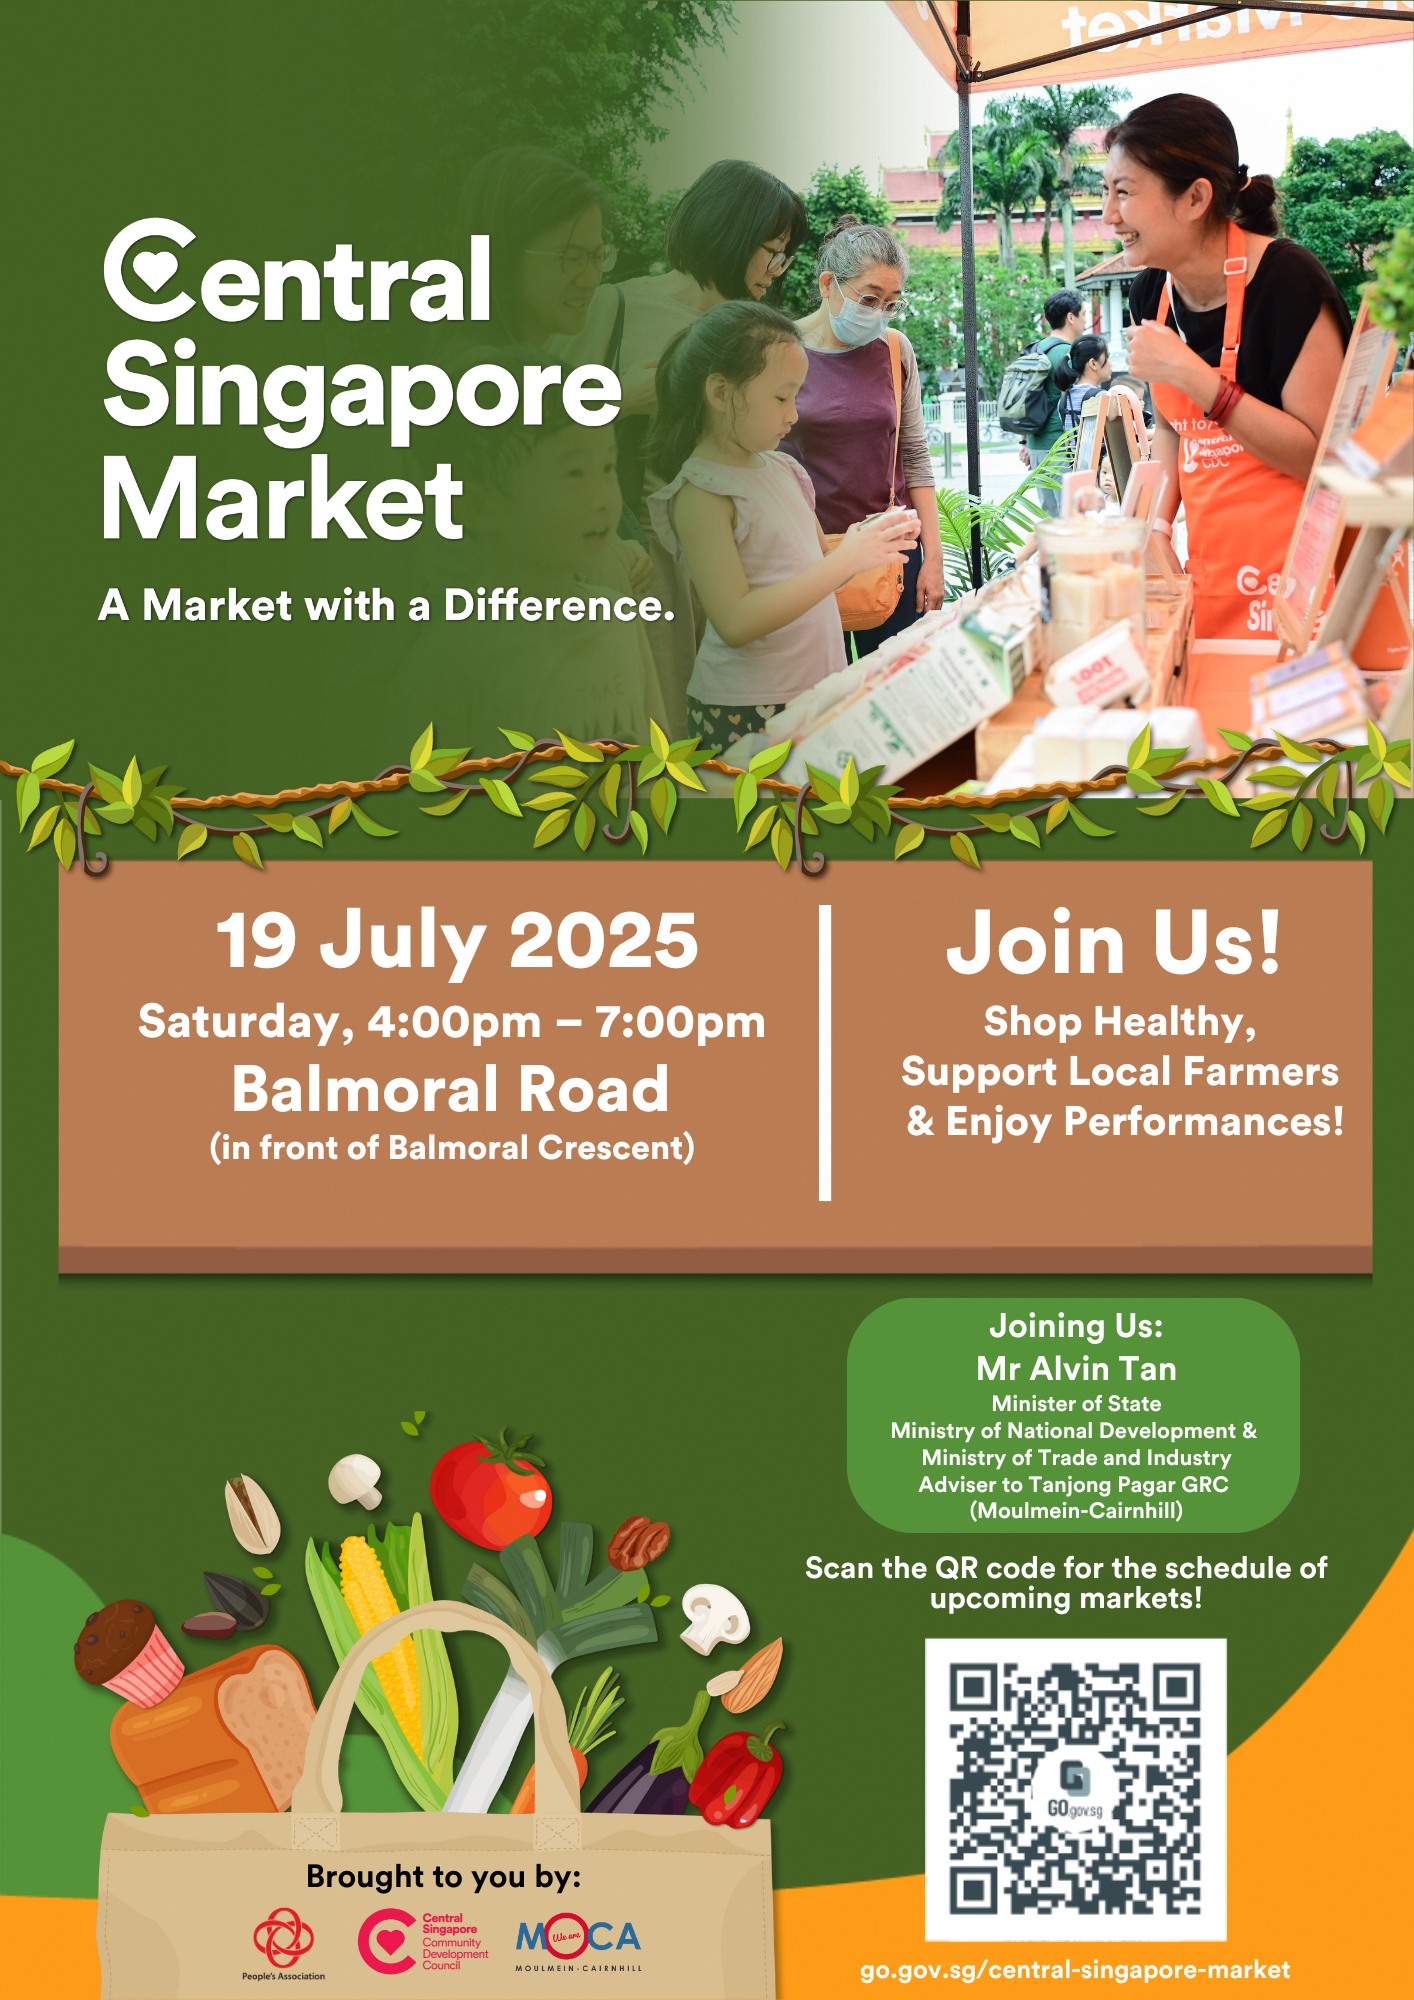 Market
Central
Singapore
Market
A Market with a Difference.
100%
19 July 2025
Saturday, 4:00pm – 7:00pm
Balmoral Road
(in front of Balmoral Crescent)
Join Us!
Shop Healthy,
Support Local Farmers
& Enjoy Performances!
Joining Us:
Mr Alvin Tan
Minister of State
Ministry of National Development &
Ministry of Trade and Industry
Adviser to Tanjong Pagar GRC
(Moulmein-Cairnhill)
Scan the QR code for the schedule of
upcoming markets!
GO.gov.sg
go.gov.sg/central-singapore-market
Brought to you by:
People's Association
Central
Singapore
Community
Development
Council
We are
MOCA
MOULMEIN-CAIRNHILL